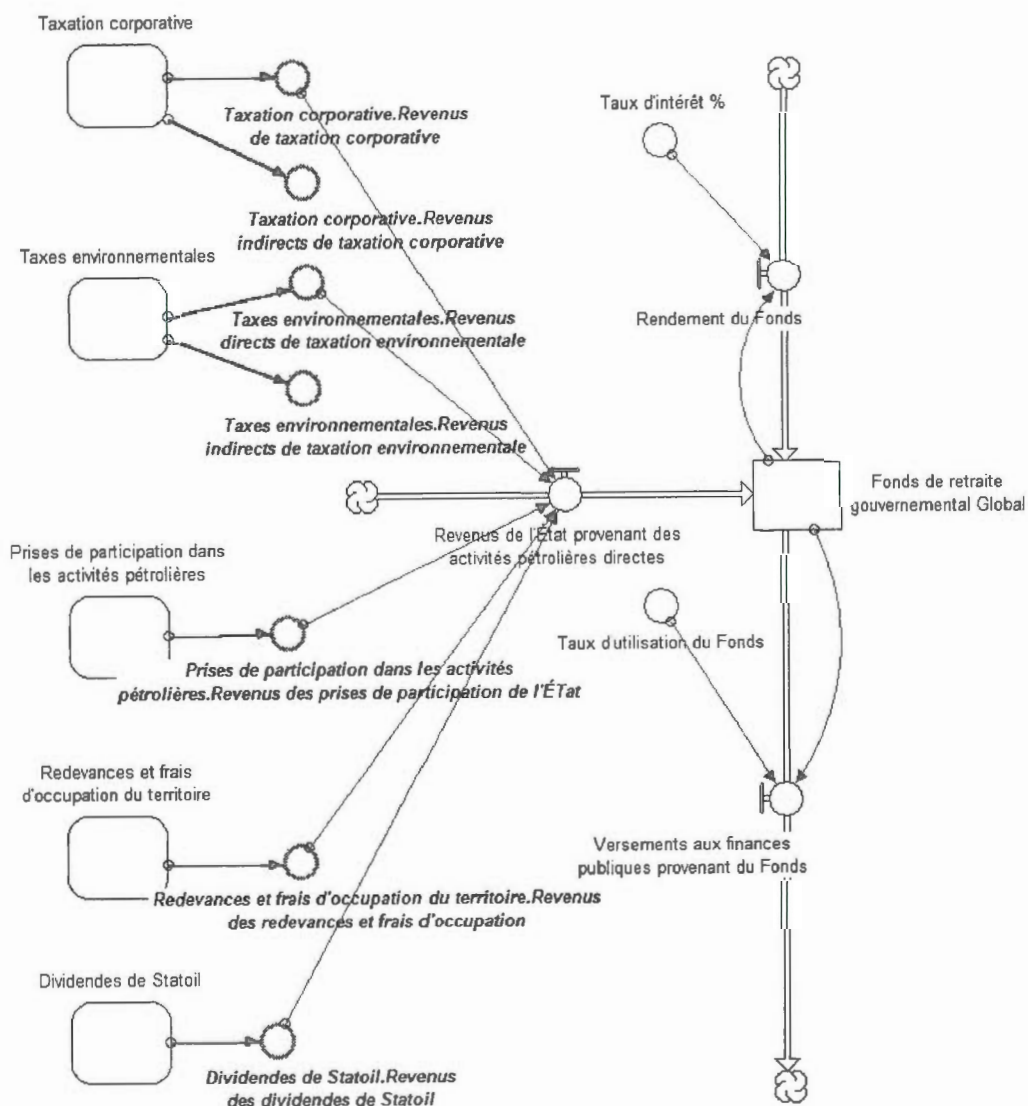 Taxation corporative
Taxation corporative.Revenus
de taxation corporative
Taxation corporative.Revenus
indirects de taxation corporative
Taxes environnementales
Taxes environnementales.Revenus
directs de taxation environnementale
Taxes environnementales.Revenus
indirects de taxation environnementale
Prises de participation dans
les activités pétrolières
Prises de participation dans les activités
pétrolières.Revenus des prises de participation de l'ÉTat
Redevances et frais
d'occupation du territoire
Redevances et frais d'occupation du territoire.Revenus
des redevances et frais d'occupation
Dividendes de Statoil
Dividendes de Statoil.Revenus
des dividendes de Statoil
Revenus de l'État provenant des
activités pétrolières directes
Taux d'intérêt %
Rendement du Fonds
Fonds de retraite
gouvernemental Global
Taux d'utilisation du Fonds
Versements aux finances
publiques provenant du Fonds